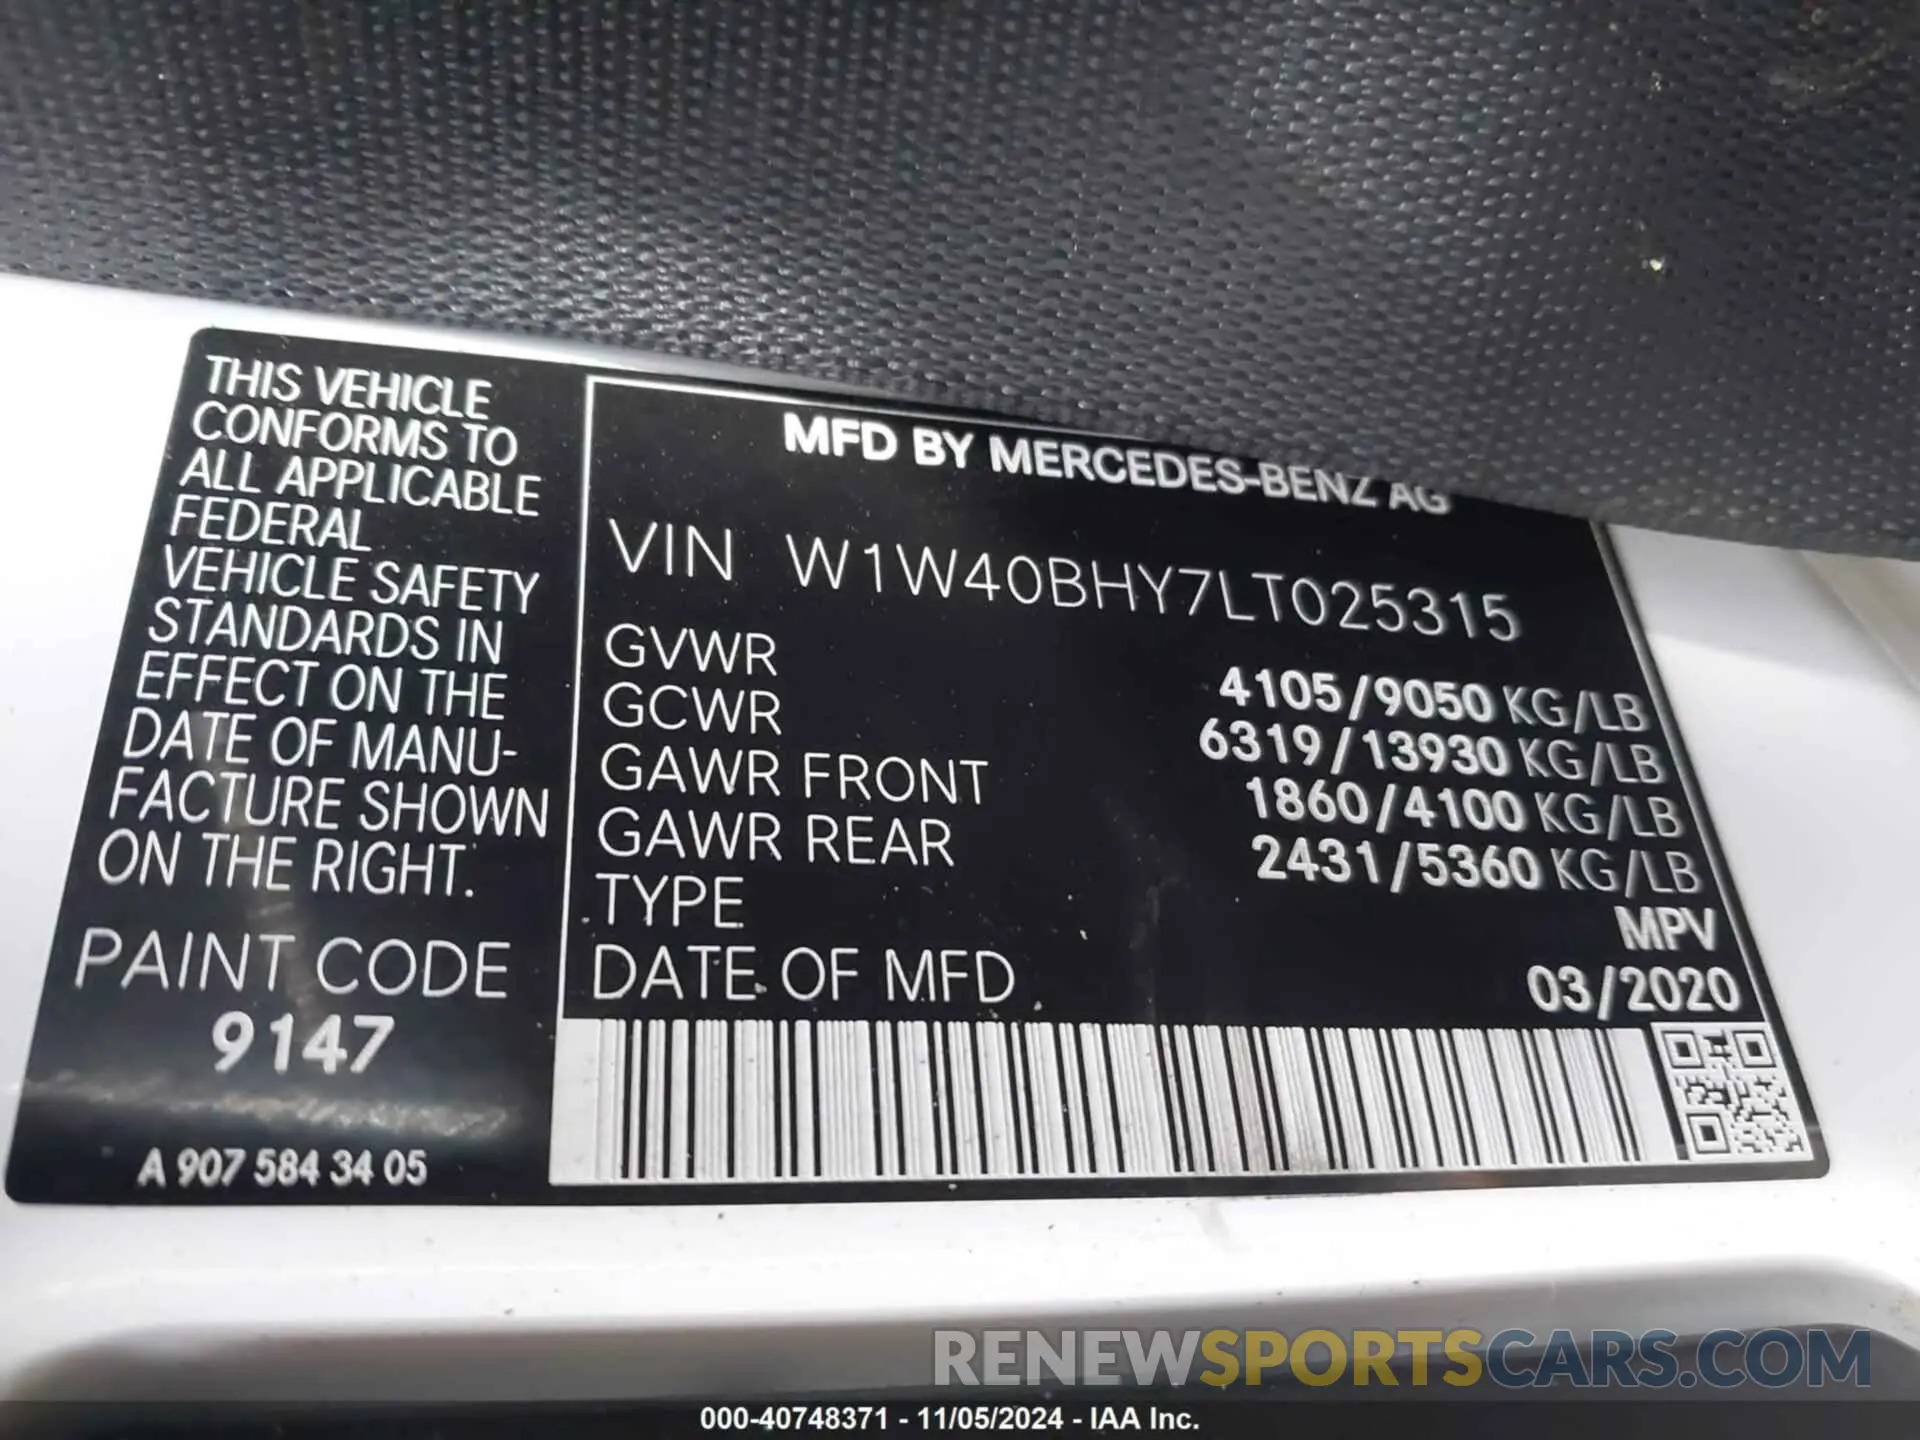 THIS VEHICLE
CONFORMS TO
ALL APPLICABLE
FEDERAL
VEHICLE SAFETY
STANDARDS IN
EFFECT ON THE
DATE OF MANU-
FACTURE SHOWN
ON THE RIGHT.
PAINT CODE
9147
A 907 584 34 05
MFD BY MERCEDES-BENZ AG
VIN W1W40BHY7LT025315
GVWR 4105/9050 KG/LB
GCWR 6319/13930 KG/LB
GAWR FRONT 1860/4100 KG/LB
GAWR REAR 2431/5360 KG/LB
TYPE MPV
DATE OF MFD 03/2020
RENEWSPORTSCARS.COM
000-40748371 - 11/05/2024 - IAA Inc.